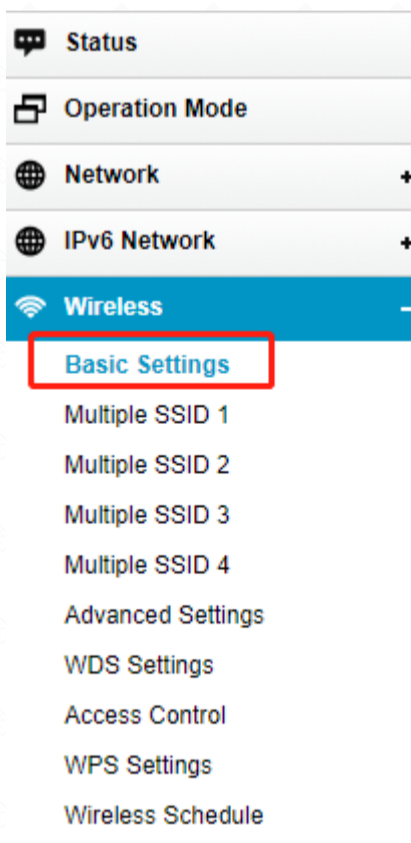 Status
Operation Mode
Network
IPv6 Network
Wireless
Basic Settings
Multiple SSID 1
Multiple SSID 2
Multiple SSID 3
Multiple SSID 4
Advanced Settings
WDS Settings
Access Control
WPS Settings
Wireless Schedule